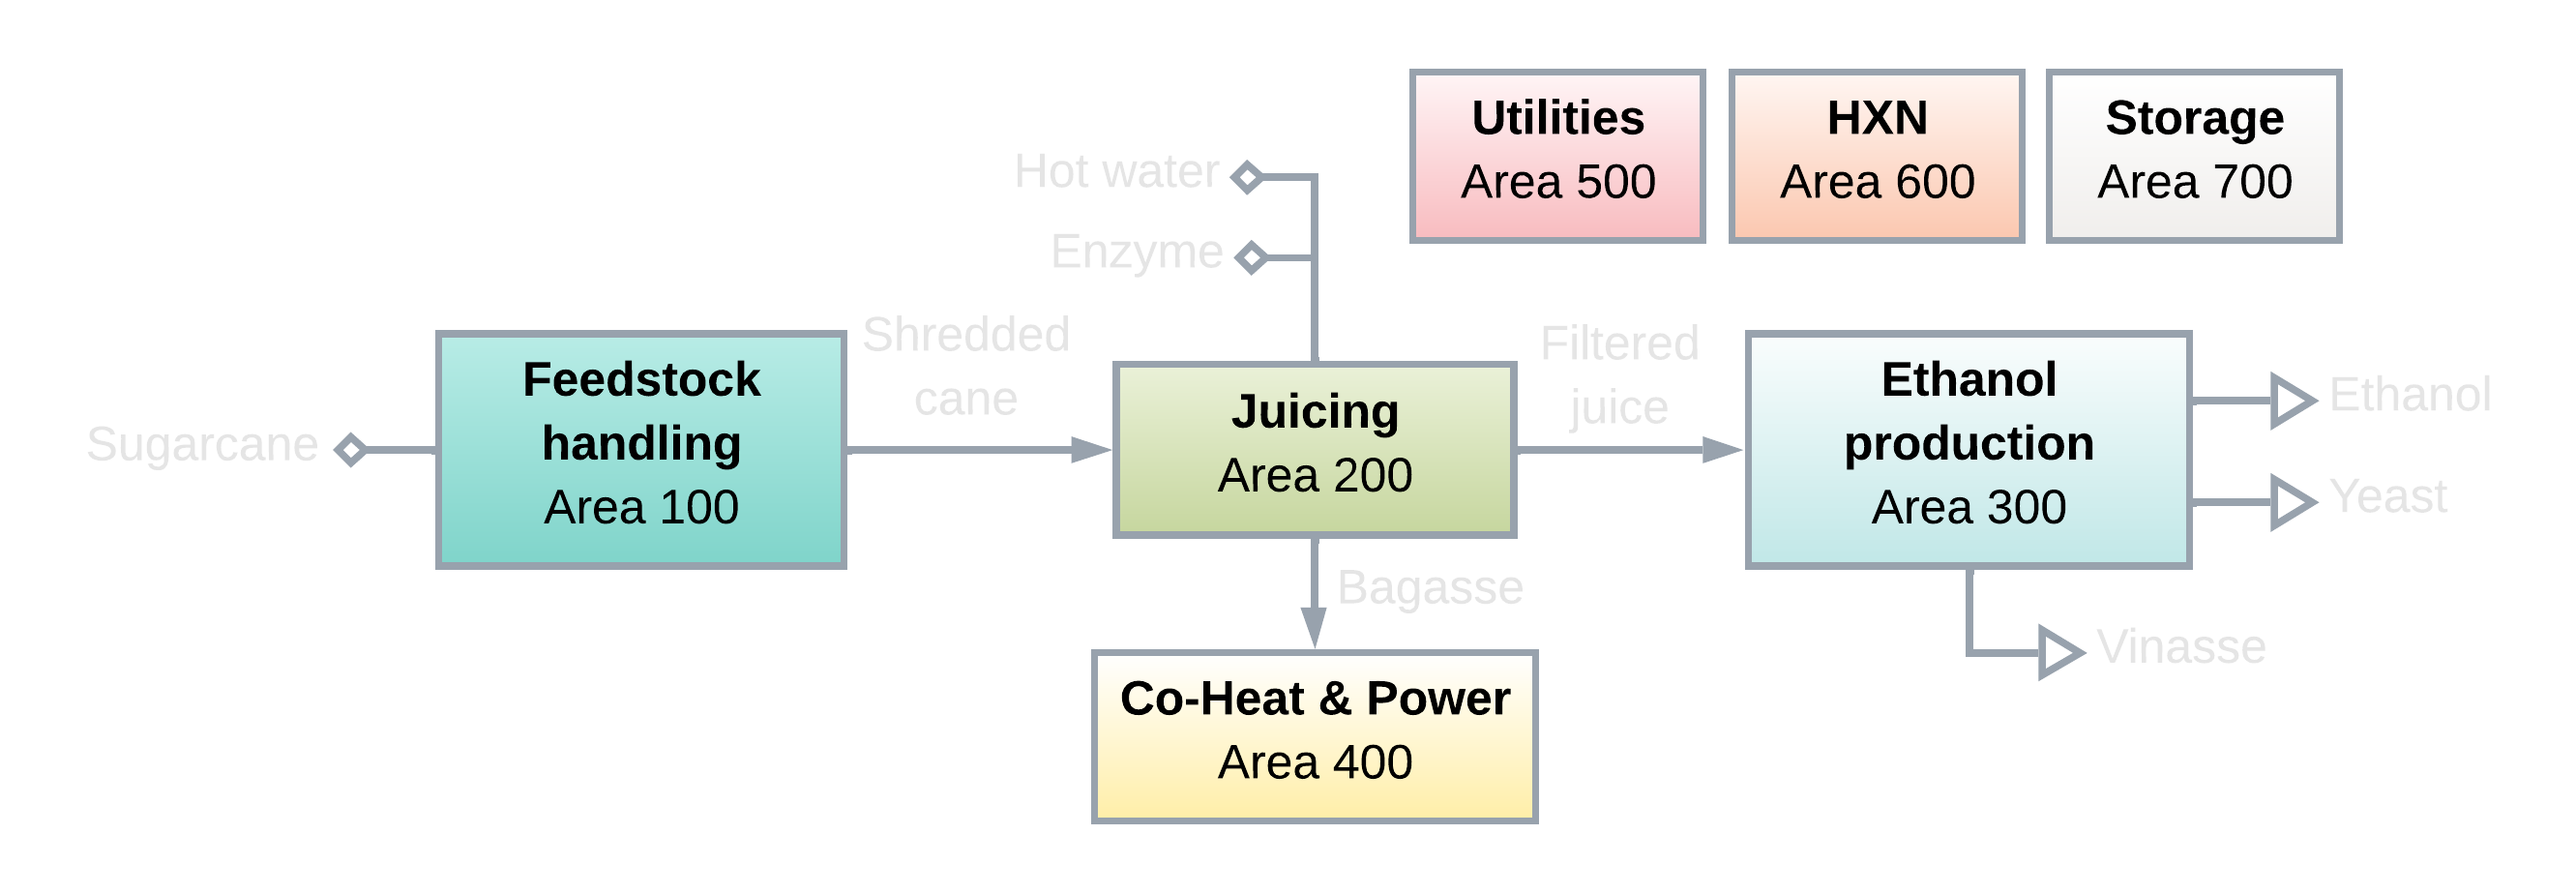 Utilities
Area 500
HXN
Area 600
Storage
Area 700
Hot water
Enzyme
Sugarcane
Feedstock
handling
Area 100
Shredded
cane
Juicing
Area 200
Filtered
juice
Ethanol
production
Area 300
Ethanol
Yeast
Vinasse
Bagasse
Co-Heat & Power
Area 400